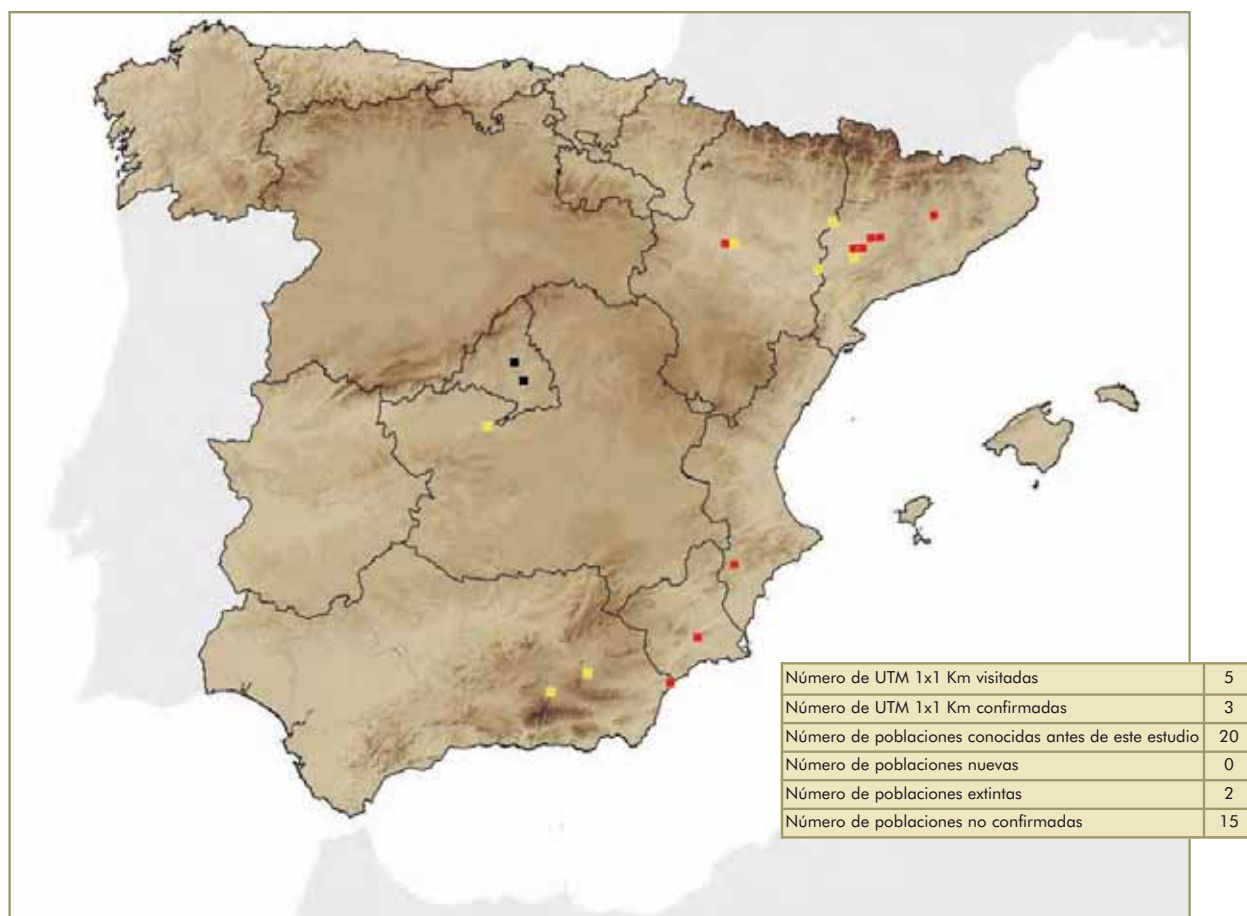 Número de UTM 1x1 Km visitadas 5
Número de UTM 1x1 Km confirmadas 3
Número de poblaciones conocidas antes de este estudio 20
Número de poblaciones nuevas 0
Número de poblaciones extintas 2
Número de poblaciones no confirmadas 15